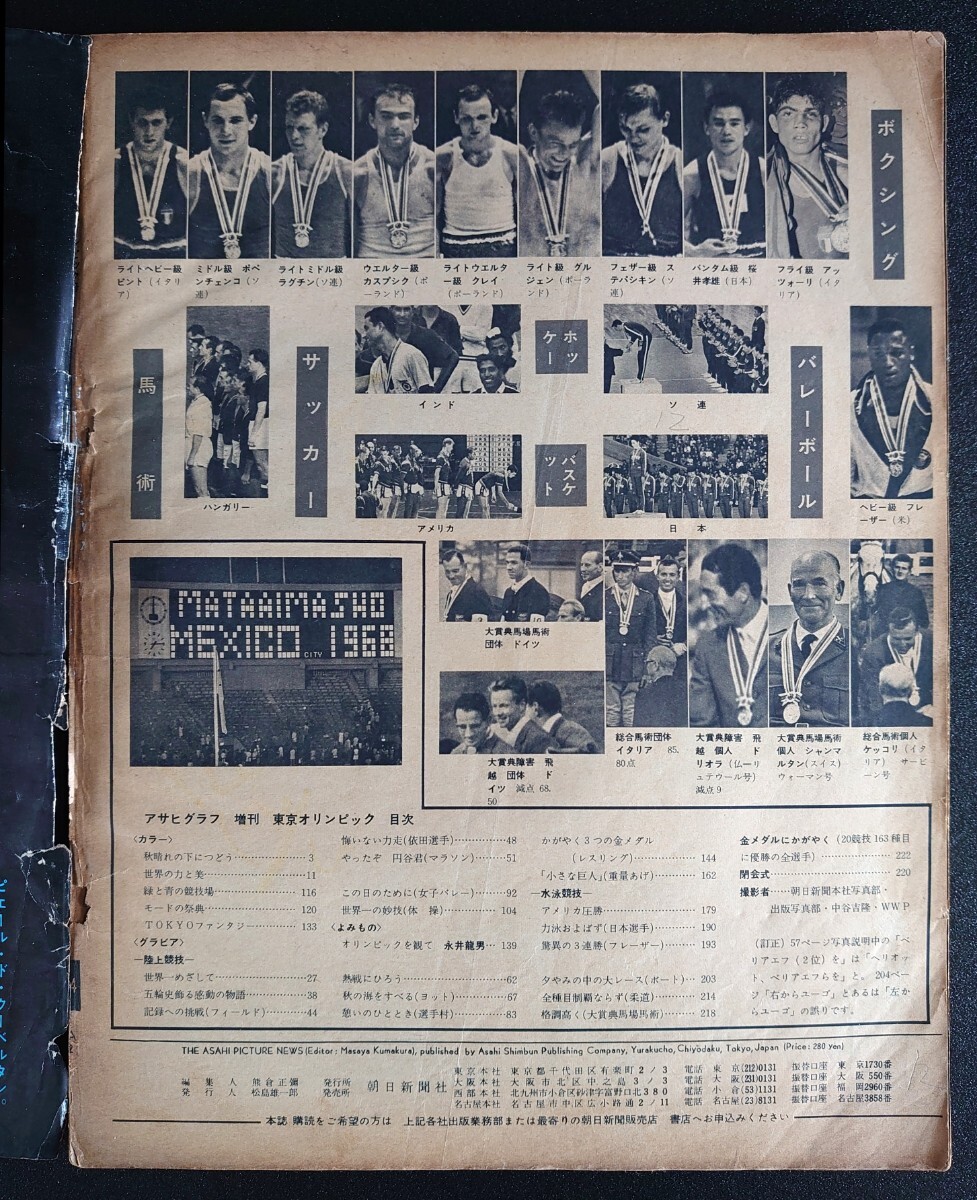 ボクシング
ライトヘビー級
ピント(イタリ
ア)
ミドル級 ポペ
ンチェンコ(ソ
連)
ライトミドル級
ラグチン(ソ連)
ウエルター級
カスプシク(ポ
ーランド)
ライトウエルタ
ー級 クレイ
(ポーランド)
ライト級 グル
ジェン(ポーラ
ンド)
フェザー級 ス
テパシキン(ソ
連)
バンタム級 桜
井孝雄(日本)
フライ級 アッ
ツォーリ(イタ
リア)
馬術
サッカー
ホッ
ケー
バスケ
ット
バレーボール
ハンガリー
インド
アメリカ
ソ連
12
日本
ヘビー級 フレ
ーザー(米)
MATAAIMASHO
MEXICO 1968
CITY
大賞典馬場馬術
団体 ドイツ
大賞典障害 飛
越 団体 ド
イツ 減点 68.
50
総合馬術団体
イタリア 85.
80点
大賞典障害 飛
越 個人 ド
リオラ(仏ーリ
ュテウール号)
減点9
大賞典馬場馬術
個人 シャンマ
ルタン(スイス)
ウォーマン号
総合馬術個人
ケッコリ(イタ
リア) サービ
ーン号
アサヒグラフ 増刊 東京オリンピック 目次
〈カラー〉
秋晴れの下につどう………………3
世界の力と美………………11
緑と青の競技場………………116
モードの祭典………………120
TOKYOファンタジー…………133
〈グラビア〉
―陸上競技―
世界一めざして………………27
五輪史飾る感動の物語…………38
記録への挑戦(フィールド)………44
悔いない力走(依田選手)…………48
やったぞ 円谷君(マラソン)………51
この日のために(女子バレー)………92
世界一の妙技(体 操)…………104
〈よみもの〉
オリンピックを観て 永井龍男…139
熱戦にひろう………………62
秋の海をすべる(ヨット)…………67
憩いのひととき(選手村)…………83
かがやく3つの金メダル
(レスリング)…………144
「小さな巨人」(重量あげ)…………162
―水泳競技―
アメリカ圧勝………………179
力泳およばず(日本選手)…………190
驚異の3連勝(フレーザー)………193
夕やみの中の大レース(ボート)…203
全種目制覇ならず(柔道)…………214
格調高く(大賞典馬場馬術)………218
金メダルにかがやく (20競技163種目
に優勝の全選手)………………222
閉会式………………220
撮影者……朝日新聞本社写真部・
出版写真部・中谷吉隆・WWP
(訂正) 57ページ写真説明中の「ベ
リアエフ(2位)を」は「ヘリオッ
ト、ベリアエフらを」と。204ペー
ジ「右からユーゴ」とあるは「左か
らユーゴ」の誤りです。
THE ASAHI PICTURE NEWS (Editor: Masaya Kumakura), published by Asahi Shimbun Publishing Company, Yurakucho, Chiyodaku, Tokyo, Japan (Price: 280 yen)
編集人 熊倉正彌 発行所
発行人 松島雄一郎 発売所
朝日新聞社
東京本社 東京都千代田区有楽町2/3 電話 東京(212)0131 振替口座 東京1730番
大阪本社 大阪市北区中之島3/3 電話 大阪(231)0131 振替口座 大阪550番
西部本社 北九州市小倉区砂津字富野口380 電話 小倉(53)1131 振替口座 福岡2960番
名古屋本社 名古屋市中区広小路通2/11 電話 名古屋(23)8131 振替口座 名古屋3858番
本誌 購読をご希望の方は 上記各社出版業務部または最寄りの朝日新聞販売店 書店へお申込みください